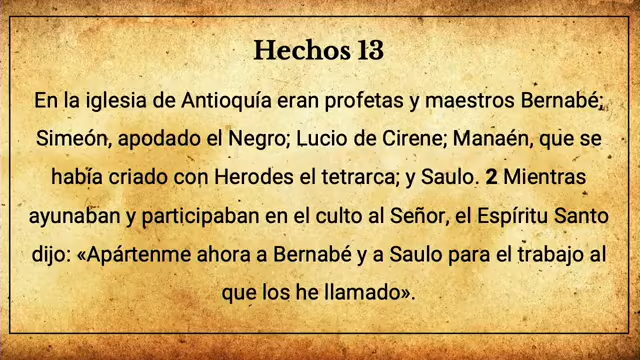 Hechos 13
En la iglesia de Antioquía eran profetas y maestros Bernabé;
Simeón, apodado el Negro; Lucio de Cirene; Manaén, que se
había criado con Herodes el tetrarca; y Saulo. 2 Mientras
ayunaban y participaban en el culto al Señor, el Espíritu Santo
dijo: «Apártenme ahora a Bernabé y a Saulo para el trabajo al
que los he llamado».